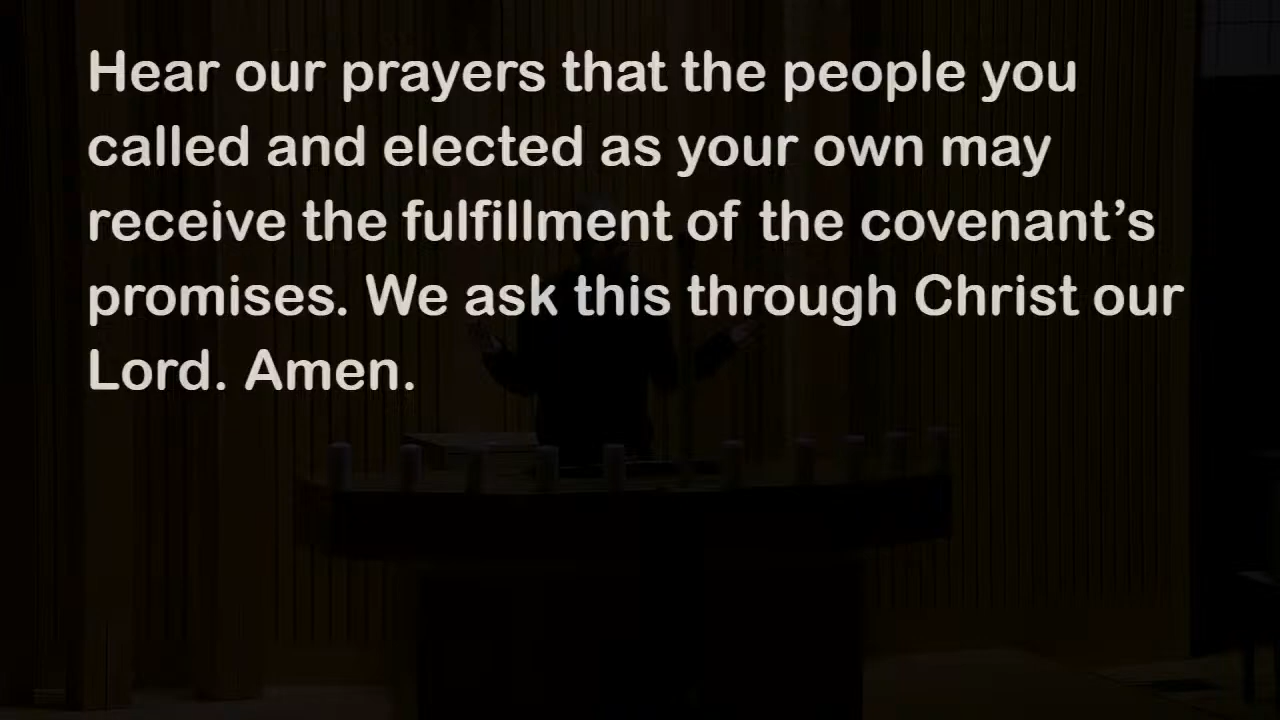 Hear our prayers that the people you
called and elected as your own may
receive the fulfillment of the covenant’s
promises. We ask this through Christ our
Lord. Amen.